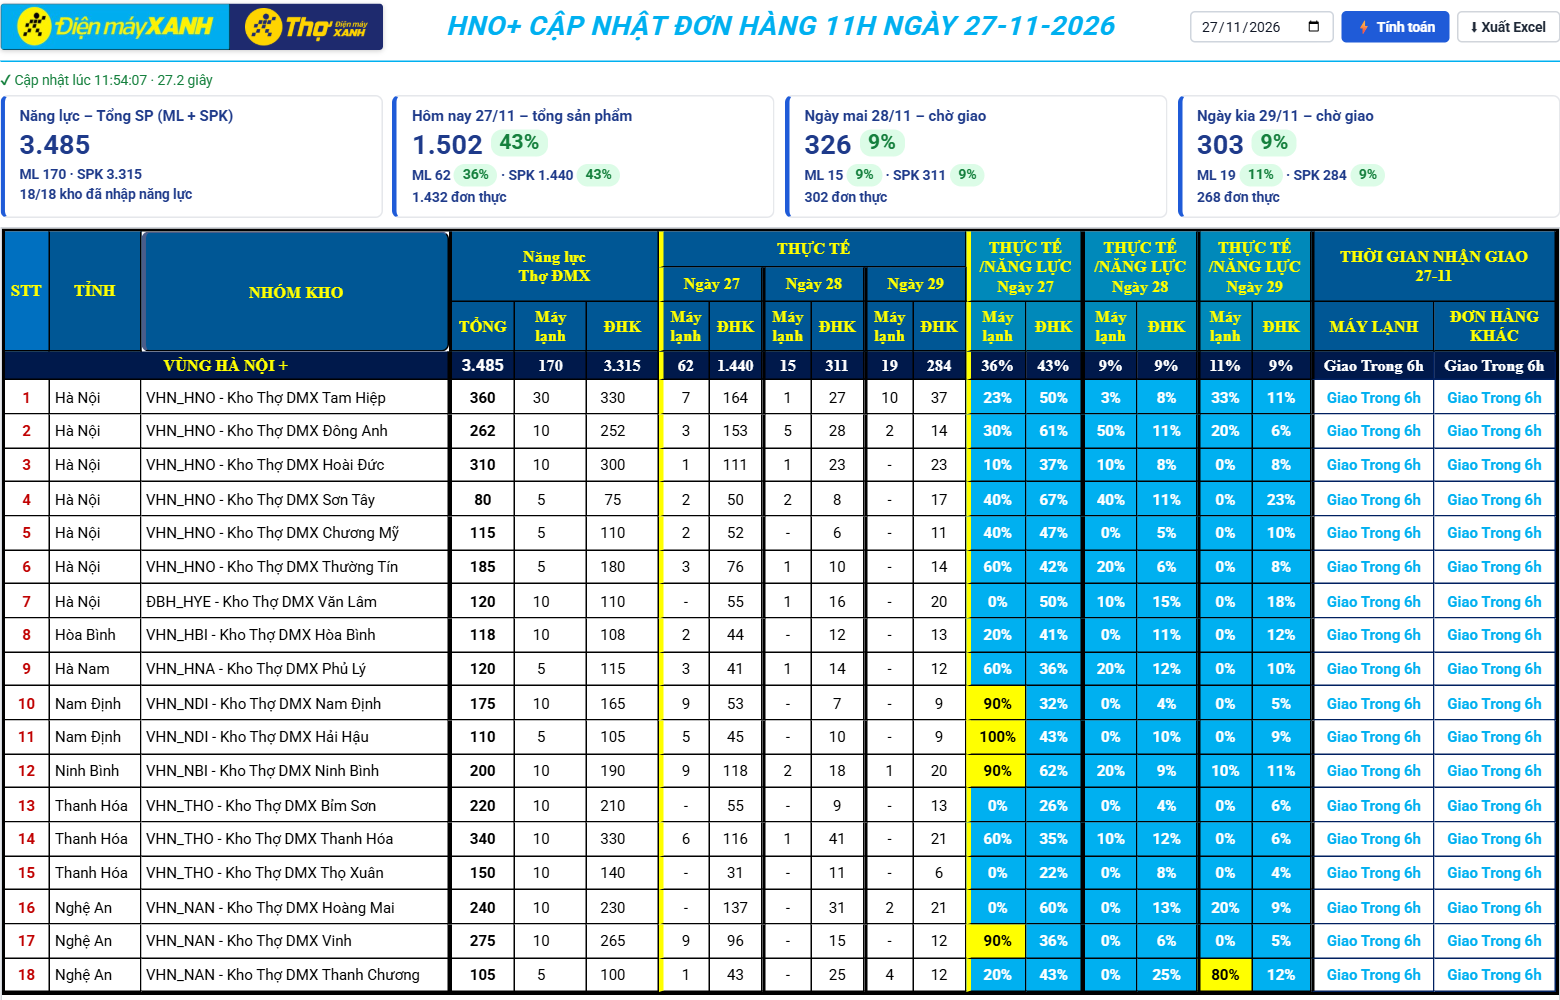 Điện máy XANH Thợ Điện máy XANH
HNO+ CẬP NHẬT ĐƠN HÀNG 11H NGÀY 27-11-2026
27/11/2026 Tính toán ⬇ Xuất Excel
✓ Cập nhật lúc 11:54:07 · 27.2 giây
Năng lực – Tổng SP (ML + SPK)
3.485
ML 170 · SPK 3.315
18/18 kho đã nhập năng lực
Hôm nay 27/11 – tổng sản phẩm
1.502 43%
ML 62 36% · SPK 1.440 43%
1.432 đơn thực
Ngày mai 28/11 – chờ giao
326 9%
ML 15 9% · SPK 311 9%
302 đơn thực
Ngày kia 29/11 – chờ giao
303 9%
ML 19 11% · SPK 284 9%
268 đơn thực
STT TỈNH NHÓM KHO
Năng lực
Thợ ĐMX
TỔNG Máy lạnh ĐHK
THỰC TẾ
Ngày 27 Ngày 28 Ngày 29
Máy lạnh ĐHK Máy lạnh ĐHK Máy lạnh ĐHK
THỰC TẾ
/NĂNG LỰC
Ngày 27
THỰC TẾ
/NĂNG LỰC
Ngày 28
THỰC TẾ
/NĂNG LỰC
Ngày 29
Máy lạnh ĐHK Máy lạnh ĐHK Máy lạnh ĐHK
THỜI GIAN NHẬN GIAO
27-11
MÁY LẠNH ĐƠN HÀNG KHÁC
VÙNG HÀ NỘI + 3.485 170 3.315 62 1.440 15 311 19 284 36% 43% 9% 9% 11% 9% Giao Trong 6h Giao Trong 6h
1 Hà Nội VHN_HNO - Kho Thợ DMX Tam Hiệp 360 30 330 7 164 1 27 10 37 23% 50% 3% 8% 33% 11% Giao Trong 6h Giao Trong 6h
2 Hà Nội VHN_HNO - Kho Thợ DMX Đông Anh 262 10 252 3 153 5 28 2 14 30% 61% 50% 11% 20% 6% Giao Trong 6h Giao Trong 6h
3 Hà Nội VHN_HNO - Kho Thợ DMX Hoài Đức 310 10 300 1 111 1 23 - 23 10% 37% 10% 8% 0% 8% Giao Trong 6h Giao Trong 6h
4 Hà Nội VHN_HNO - Kho Thợ DMX Sơn Tây 80 5 75 2 50 2 8 - 17 40% 67% 40% 11% 0% 23% Giao Trong 6h Giao Trong 6h
5 Hà Nội VHN_HNO - Kho Thợ DMX Chương Mỹ 115 5 110 2 52 - 6 - 11 40% 47% 0% 5% 0% 10% Giao Trong 6h Giao Trong 6h
6 Hà Nội VHN_HNO - Kho Thợ DMX Thường Tín 185 5 180 3 76 1 10 - 14 60% 42% 20% 6% 0% 8% Giao Trong 6h Giao Trong 6h
7 Hà Nội ĐBH_HYE - Kho Thợ DMX Văn Lâm 120 10 110 - 55 1 16 - 20 0% 50% 10% 15% 0% 18% Giao Trong 6h Giao Trong 6h
8 Hòa Bình VHN_HBI - Kho Thợ DMX Hòa Bình 118 10 108 2 44 - 12 - 13 20% 41% 0% 11% 0% 12% Giao Trong 6h Giao Trong 6h
9 Hà Nam VHN_HNA - Kho Thợ DMX Phủ Lý 120 5 115 3 41 1 14 - 12 60% 36% 20% 12% 0% 10% Giao Trong 6h Giao Trong 6h
10 Nam Định VHN_NDI - Kho Thợ DMX Nam Định 175 10 165 9 53 - 7 - 9 90% 32% 0% 4% 0% 5% Giao Trong 6h Giao Trong 6h
11 Nam Định VHN_NDI - Kho Thợ DMX Hải Hậu 110 5 105 5 45 - 10 - 9 100% 43% 0% 10% 0% 9% Giao Trong 6h Giao Trong 6h
12 Ninh Bình VHN_NBI - Kho Thợ DMX Ninh Bình 200 10 190 9 118 2 18 1 20 90% 62% 20% 9% 10% 11% Giao Trong 6h Giao Trong 6h
13 Thanh Hóa VHN_THO - Kho Thợ DMX Bỉm Sơn 220 10 210 - 55 - 9 - 13 0% 26% 0% 4% 0% 6% Giao Trong 6h Giao Trong 6h
14 Thanh Hóa VHN_THO - Kho Thợ DMX Thanh Hóa 340 10 330 6 116 1 41 - 21 60% 35% 10% 12% 0% 6% Giao Trong 6h Giao Trong 6h
15 Thanh Hóa VHN_THO - Kho Thợ DMX Thọ Xuân 150 10 140 - 31 - 11 - 6 0% 22% 0% 8% 0% 4% Giao Trong 6h Giao Trong 6h
16 Nghệ An VHN_NAN - Kho Thợ DMX Hoàng Mai 240 10 230 - 137 - 31 2 21 0% 60% 0% 13% 20% 9% Giao Trong 6h Giao Trong 6h
17 Nghệ An VHN_NAN - Kho Thợ DMX Vinh 275 10 265 9 96 - 15 - 12 90% 36% 0% 6% 0% 5% Giao Trong 6h Giao Trong 6h
18 Nghệ An VHN_NAN - Kho Thợ DMX Thanh Chương 105 5 100 1 43 - 25 4 12 20% 43% 0% 25% 80% 12% Giao Trong 6h Giao Trong 6h